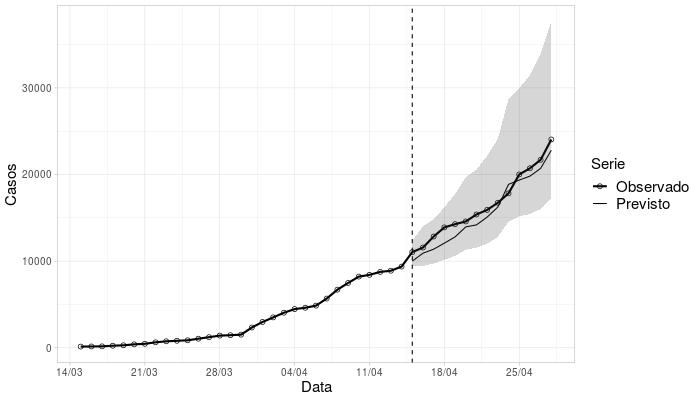 Casos
30000
20000
10000
0
14/03 21/03 28/03 04/04 11/04 18/04 25/04
Data
Serie
Observado
Previsto